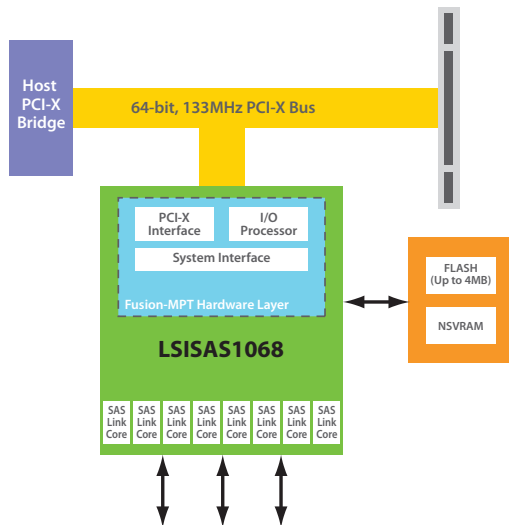 Host
PCI-X
Bridge
64-bit, 133MHz PCI-X Bus
PCI-X
Interface
I/O
Processor
System Interface
Fusion-MPT Hardware Layer
FLASH
(Up to 4MB)
NSVRAM
LSISAS1068
SAS
Link
Core
SAS
Link
Core
SAS
Link
Core
SAS
Link
Core
SAS
Link
Core
SAS
Link
Core
SAS
Link
Core
SAS
Link
Core